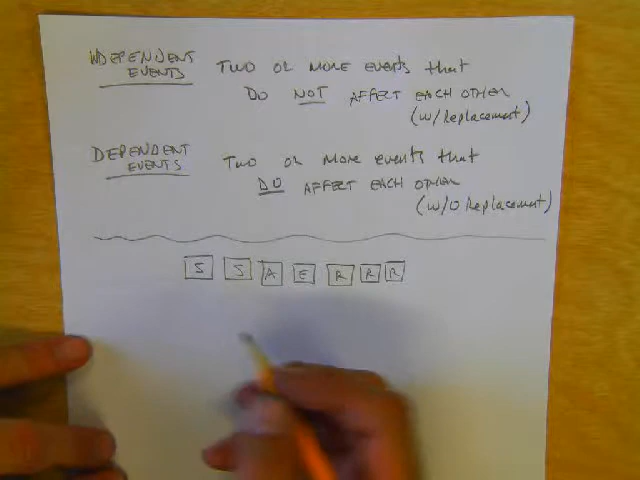 INDEPENDENT EVENTS TWO OR MORE EVENTS that
DO NOT AFFECT EACH OTHER
(w/Replacement)
DEPENDENT EVENTS TWO OR MORE EVENTS that
DO AFFECT EACH OTHER
(w/o Replacement)
S S A E R R R